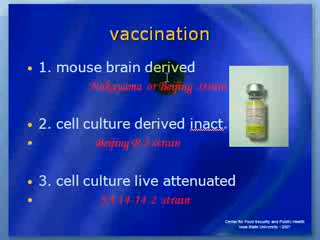 vaccination
• 1. mouse brain derived
Nakayama or Beijing strain
• 2. cell culture derived inact.
• Beijing P-3 strain
• 3. cell culture live attenuated
• SA 14-14-2 strain
Center for Food Security and Public Health
Iowa State University - 2007